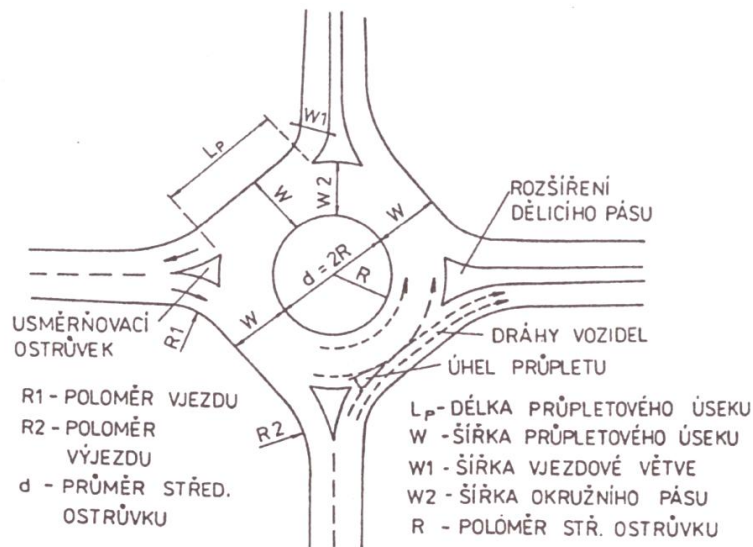 W1
Lp
W
W2
W
ROZŠÍŘENÍ
DĚLICÍHO PÁSU
d = 2R
R
USMĚRŇOVACÍ
OSTRŮVEK
R1
W
DRÁHY VOZIDEL
ÚHEL PRŮPLETU
R2
R1 - POLOMĚR VJEZDU
R2 - POLOMĚR
VÝJEZDU
d - PRŮMĚR STŘED.
OSTRŮVKU
Lp - DÉLKA PRŮPLETOVÉHO ÚSEKU
W - ŠÍŘKA PRŮPLETOVÉHO ÚSEKU
W1 - ŠÍŘKA VJEZDOVÉ VĚTVE
W2 - ŠÍŘKA OKRUŽNÍHO PÁSU
R - POLOMĚR STŘ. OSTRŮVKU